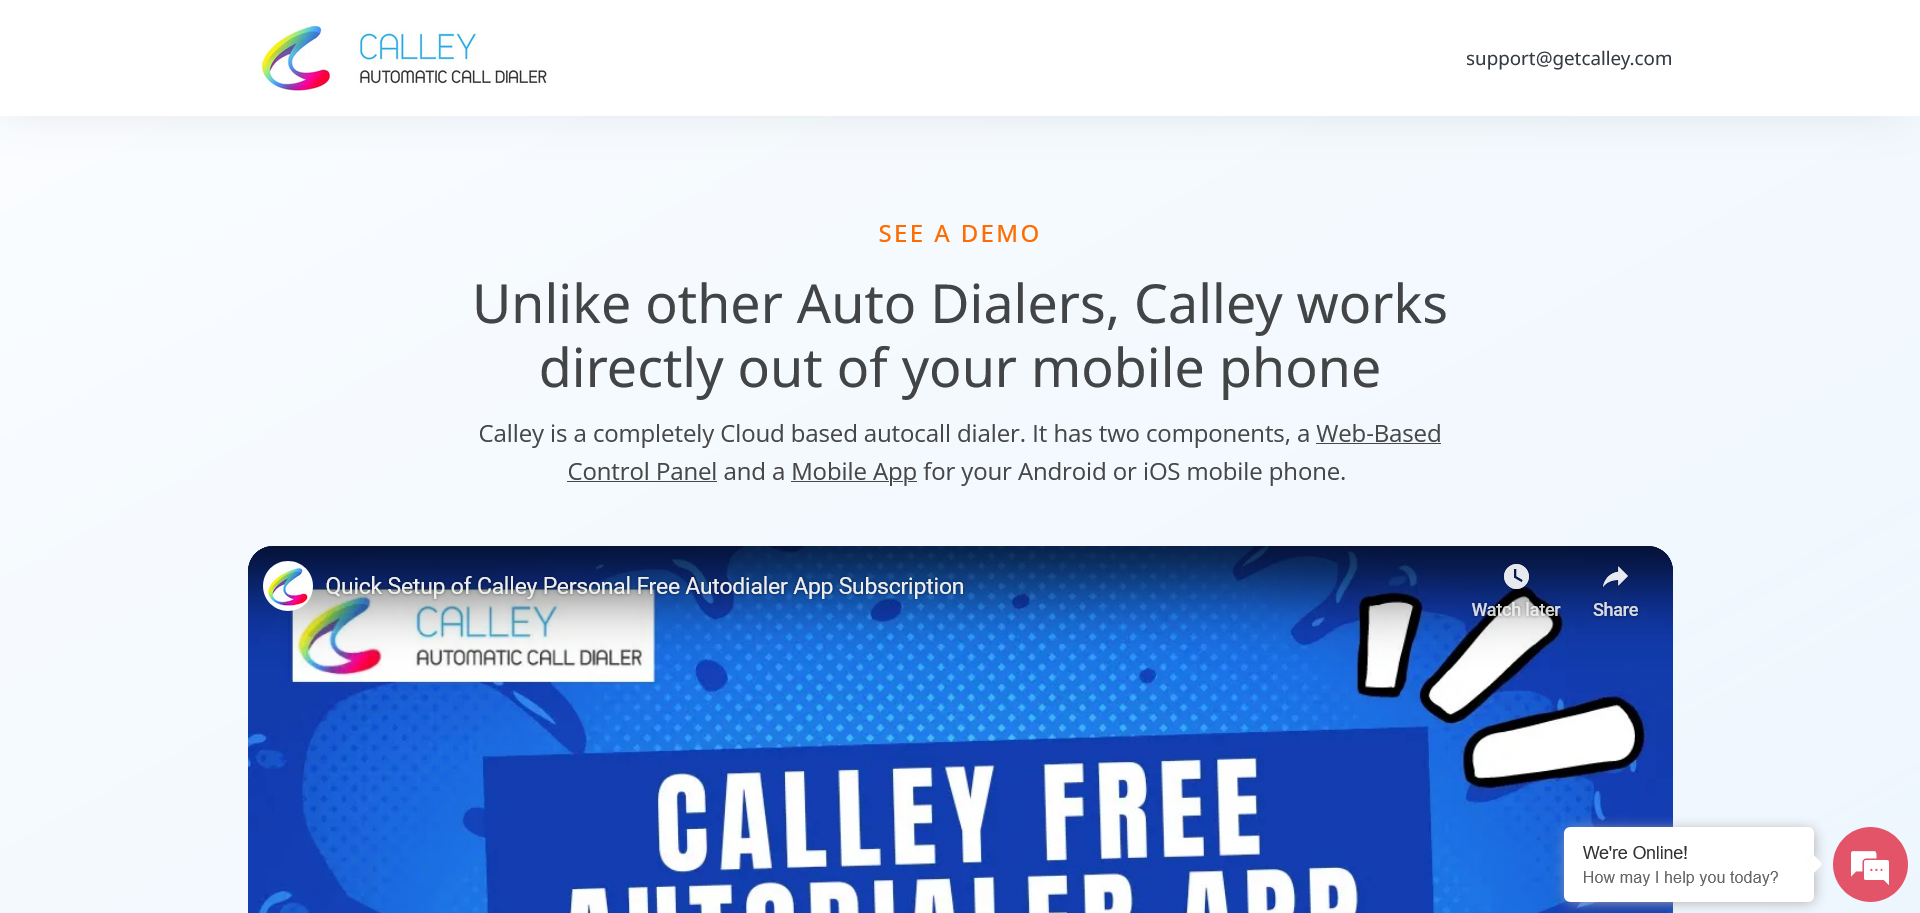 CALLEY
AUTOMATIC CALL DIALER
support@getcalley.com
SEE A DEMO
Unlike other Auto Dialers, Calley works
directly out of your mobile phone
Calley is a completely Cloud based autocall dialer. It has two components, a Web-Based
Control Panel and a Mobile App for your Android or iOS mobile phone.
Quick Setup of Calley Personal Free Autodialer App Subscription
Watch later
Share
CALLEY
AUTOMATIC CALL DIALER
CALLEY FREE
AUTODIALER APP
We're Online!
How may I help you today?